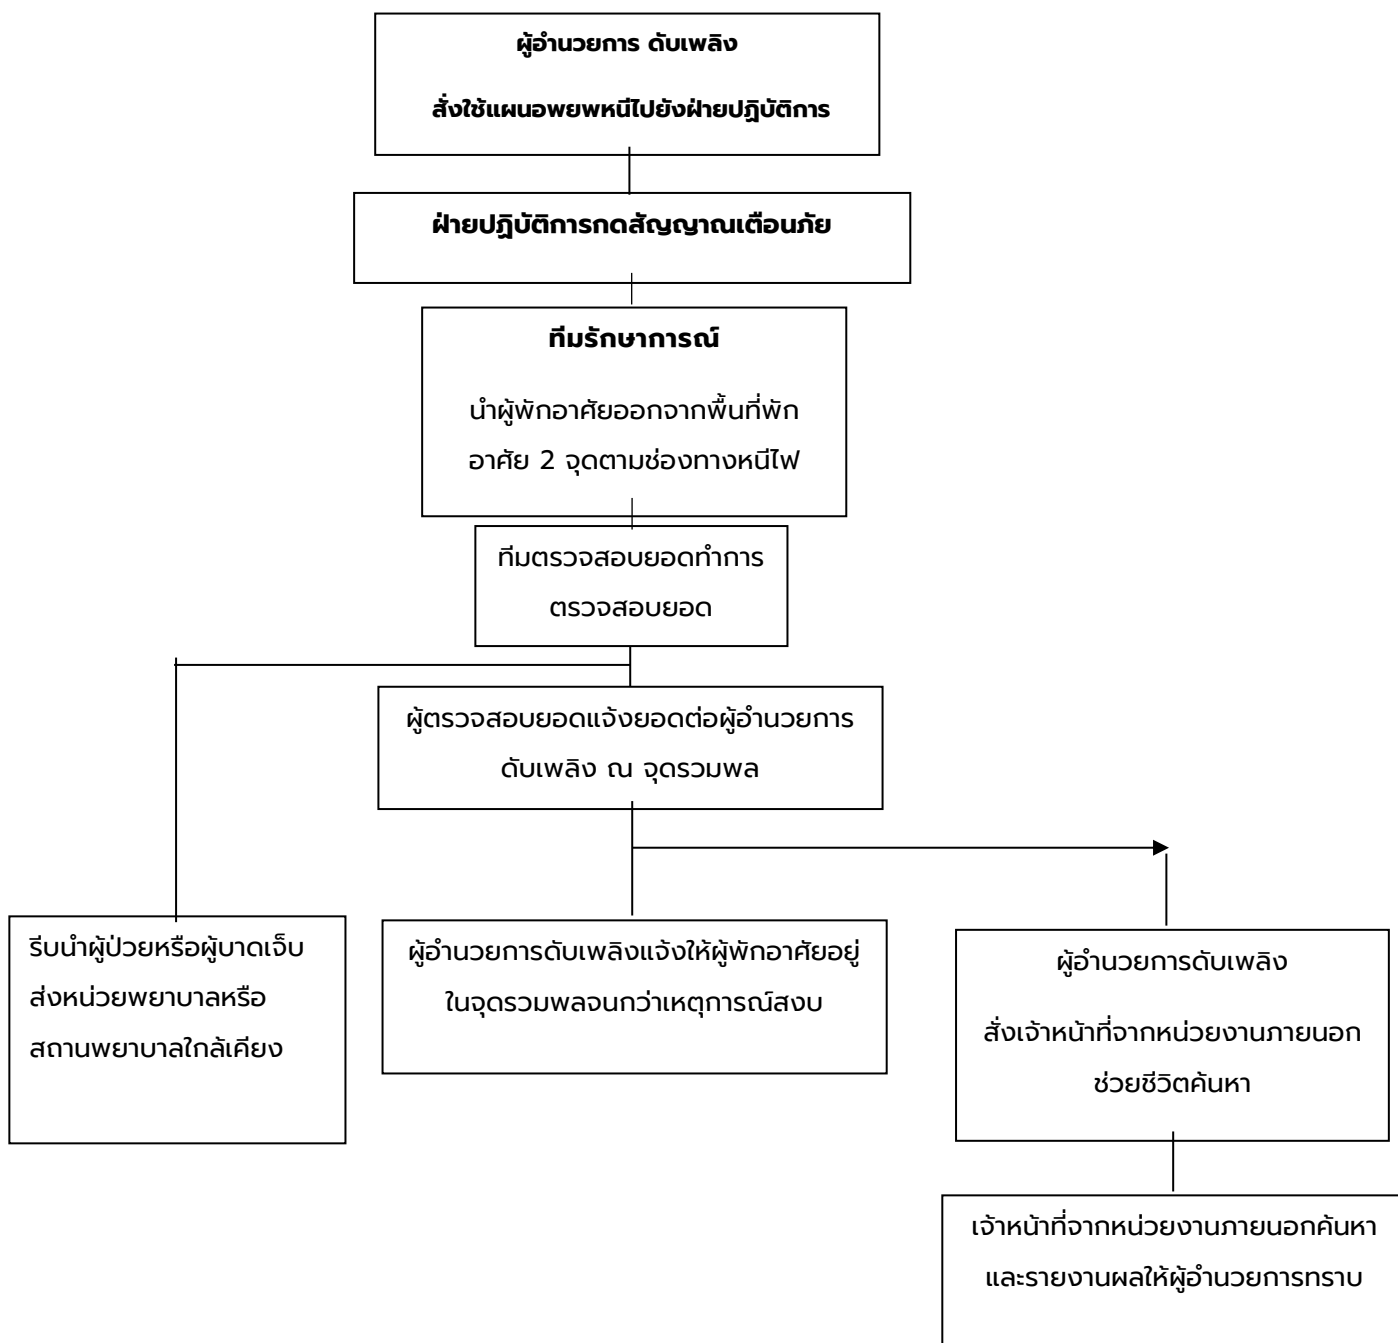 ผู้อำนวยการ ดับเพลิง
สั่งใช้แผนอพยพหนีไปยังฝ่ายปฏิบัติการ
ฝ่ายปฏิบัติการกดสัญญาณเตือนภัย
ทีมรักษาการณ์
นำผู้พักอาศัยออกจากพื้นที่พัก
อาศัย 2 จุดตามช่องทางหนีไฟ
ทีมตรวจสอบยอดทำการ
ตรวจสอบยอด
ผู้ตรวจสอบยอดแจ้งยอดต่อผู้อำนวยการ
ดับเพลิง ณ จุดรวมพล
รีบนำผู้ป่วยหรือผู้บาดเจ็บ
ส่งหน่วยพยาบาลหรือ
สถานพยาบาลใกล้เคียง
ผู้อำนวยการดับเพลิงแจ้งให้ผู้พักอาศัยอยู่
ในจุดรวมพลจนกว่าเหตุการณ์สงบ
ผู้อำนวยการดับเพลิง
สั่งเจ้าหน้าที่จากหน่วยงานภายนอก
ช่วยชีวิตค้นหา
เจ้าหน้าที่จากหน่วยงานภายนอกค้นหา
และรายงานผลให้ผู้อำนวยการทราบ